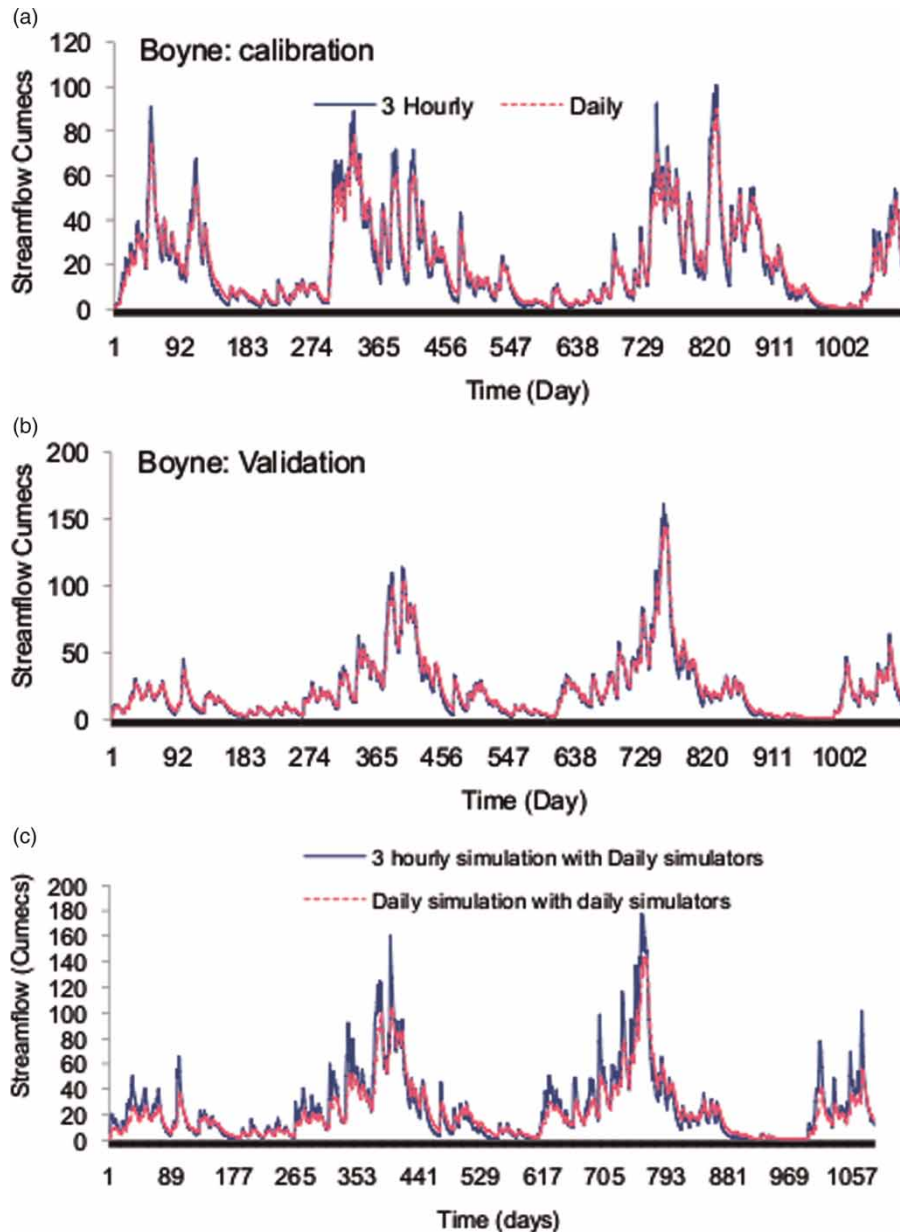 (a)
Boyne: calibration
3 Hourly Daily
Streamflow Cumecs
120
100
80
60
40
20
0
1 92 183 274 365 456 547 638 729 820 911 1002
Time (Day)
(b)
Boyne: Validation
Streamflow Cumecs
200
150
100
50
0
1 92 183 274 365 456 547 638 729 820 911 1002
Time (Day)
(c)
3 hourly simulation with Daily simulators
Daily simulation with daily simulators
Streamflow (Cumecs)
200
180
160
140
120
100
80
60
40
20
0
1 89 177 265 353 441 529 617 705 793 881 969 1057
Time (days)